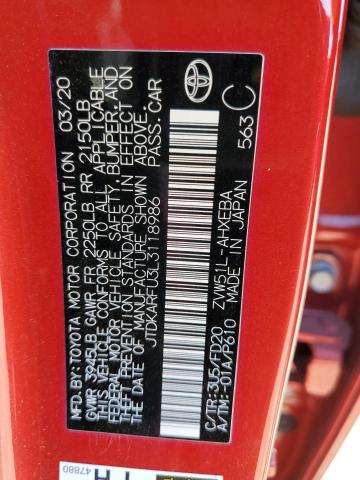 MFD.BY:TOYOTA MOTOR CORPORATION 03/20
GVWR 3945LB GAWR FR 2250LB RR 2150LB
THIS VEHICLE CONFORMS TO ALL APPLICABLE
FEDERAL MOTOR VEHICLE SAFETY, BUMPER, AND
THEFT PREVENTION STANDARDS IN EFFECT ON
THE DATE OF MANUFACTURE SHOWN ABOVE.
JTDKARFU3L3118986 PASS.CAR
C/TR:3U5/FD20 ZVW51L-AHXEBA
A/TM:-01A/P610 MADE IN JAPAN 563 C
47880